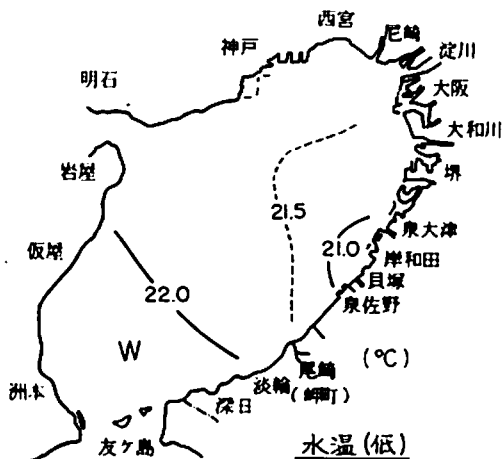 西宮
尼崎
淀川
神戸
大阪
明石
大和川
岩屋
堺
21.5
泉大津
仮屋
21.0
岸和田
貝塚
22.0
泉佐野
W
(℃)
尾崎
(岬町)
淡輪
洲本
深日
友ケ島
水温(低)